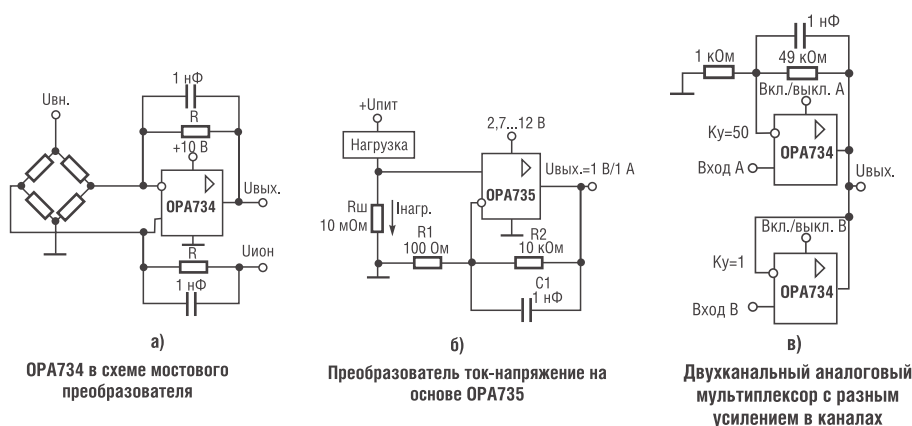 1 нФ
Uвн.
R
+10 В
OPA734
Uвых.
R
Uион
1 нФ
а)
OPA734 в схеме мостового
преобразователя
+Uпит
Нагрузка
2,7...12 В
Uвых.=1 В/1 А
OPA735
Rш
10 мОм
Iнагр.
R1
100 Ом
R2
10 кОм
C1
1 нФ
б)
Преобразователь ток-напряжение на
основе OPA735
1 нФ
1 кОм
49 кОм
Вкл./выкл. А
Ку=50
OPA734
Вход А
Uвых.
Вкл./выкл. В
Ку=1
OPA734
Вход В
в)
Двухканальный аналоговый
мультиплексор с разным
усилением в каналах